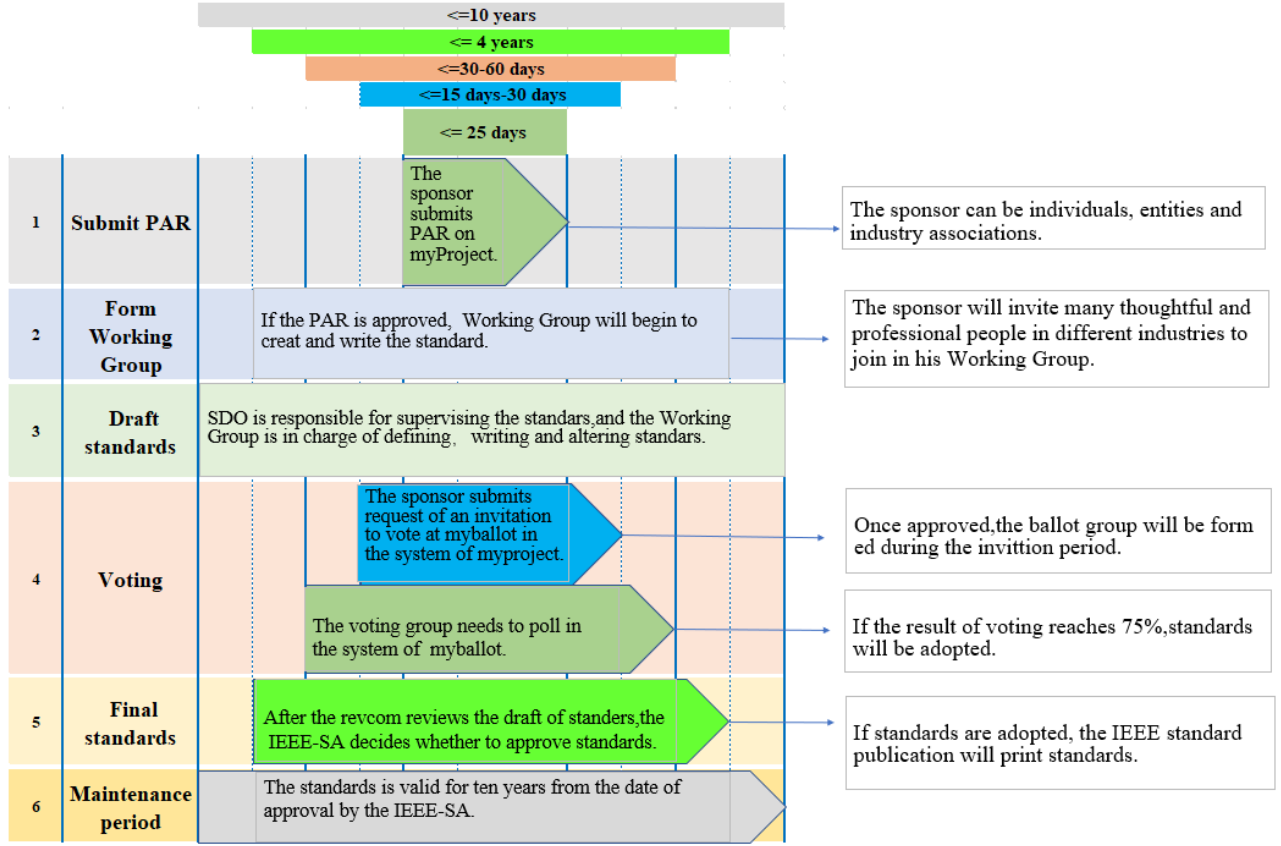 <=10 years
<= 4 years
<=30-60 days
<=15 days-30 days
<= 25 days
1
Submit PAR
The
sponsor
submits
PAR on
myProject.
The sponsor can be individuals, entities and
industry associations.
2
Form
Working
Group
If the PAR is approved, Working Group will begin to
creat and write the standard.
The sponsor will invite many thoughtful and
professional people in different industries to
join in his Working Group.
3
Draft
standards
SDO is responsible for supervising the standars,and the Working
Group is in charge of defining, writing and altering standars.
4
Voting
The sponsor submits
request of an invitation
to vote at myballot in
the system of myproject.
Once approved,the ballot group will be form
ed during the invittion period.
The voting group needs to poll in
the system of myballot.
If the result of voting reaches 75%,standards
will be adopted.
5
Final
standards
After the revcom reviews the draft of standers,the
IEEE-SA decides whether to approve standards.
If standards are adopted, the IEEE standard
publication will print standards.
6
Maintenance
period
The standards is valid for ten years from the date of
approval by the IEEE-SA.